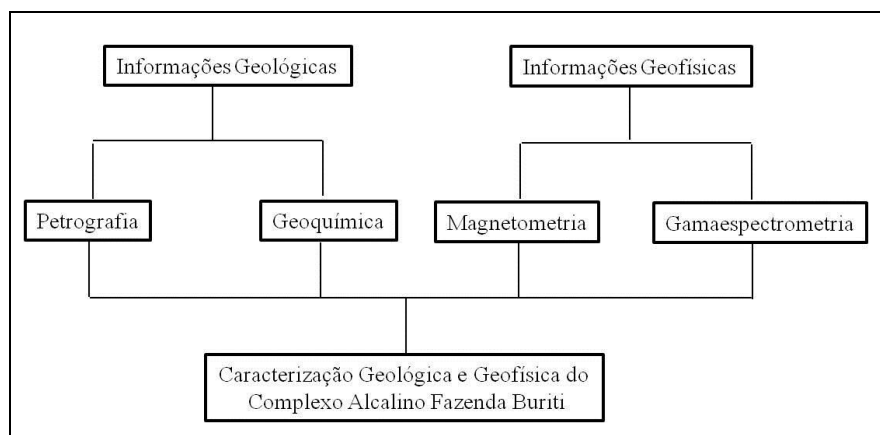 Informações Geológicas
Informações Geofísicas
Petrografia
Geoquímica
Magnetometria
Gamaespectrometria
Caracterização Geológica e Geofísica do
Complexo Alcalino Fazenda Buriti